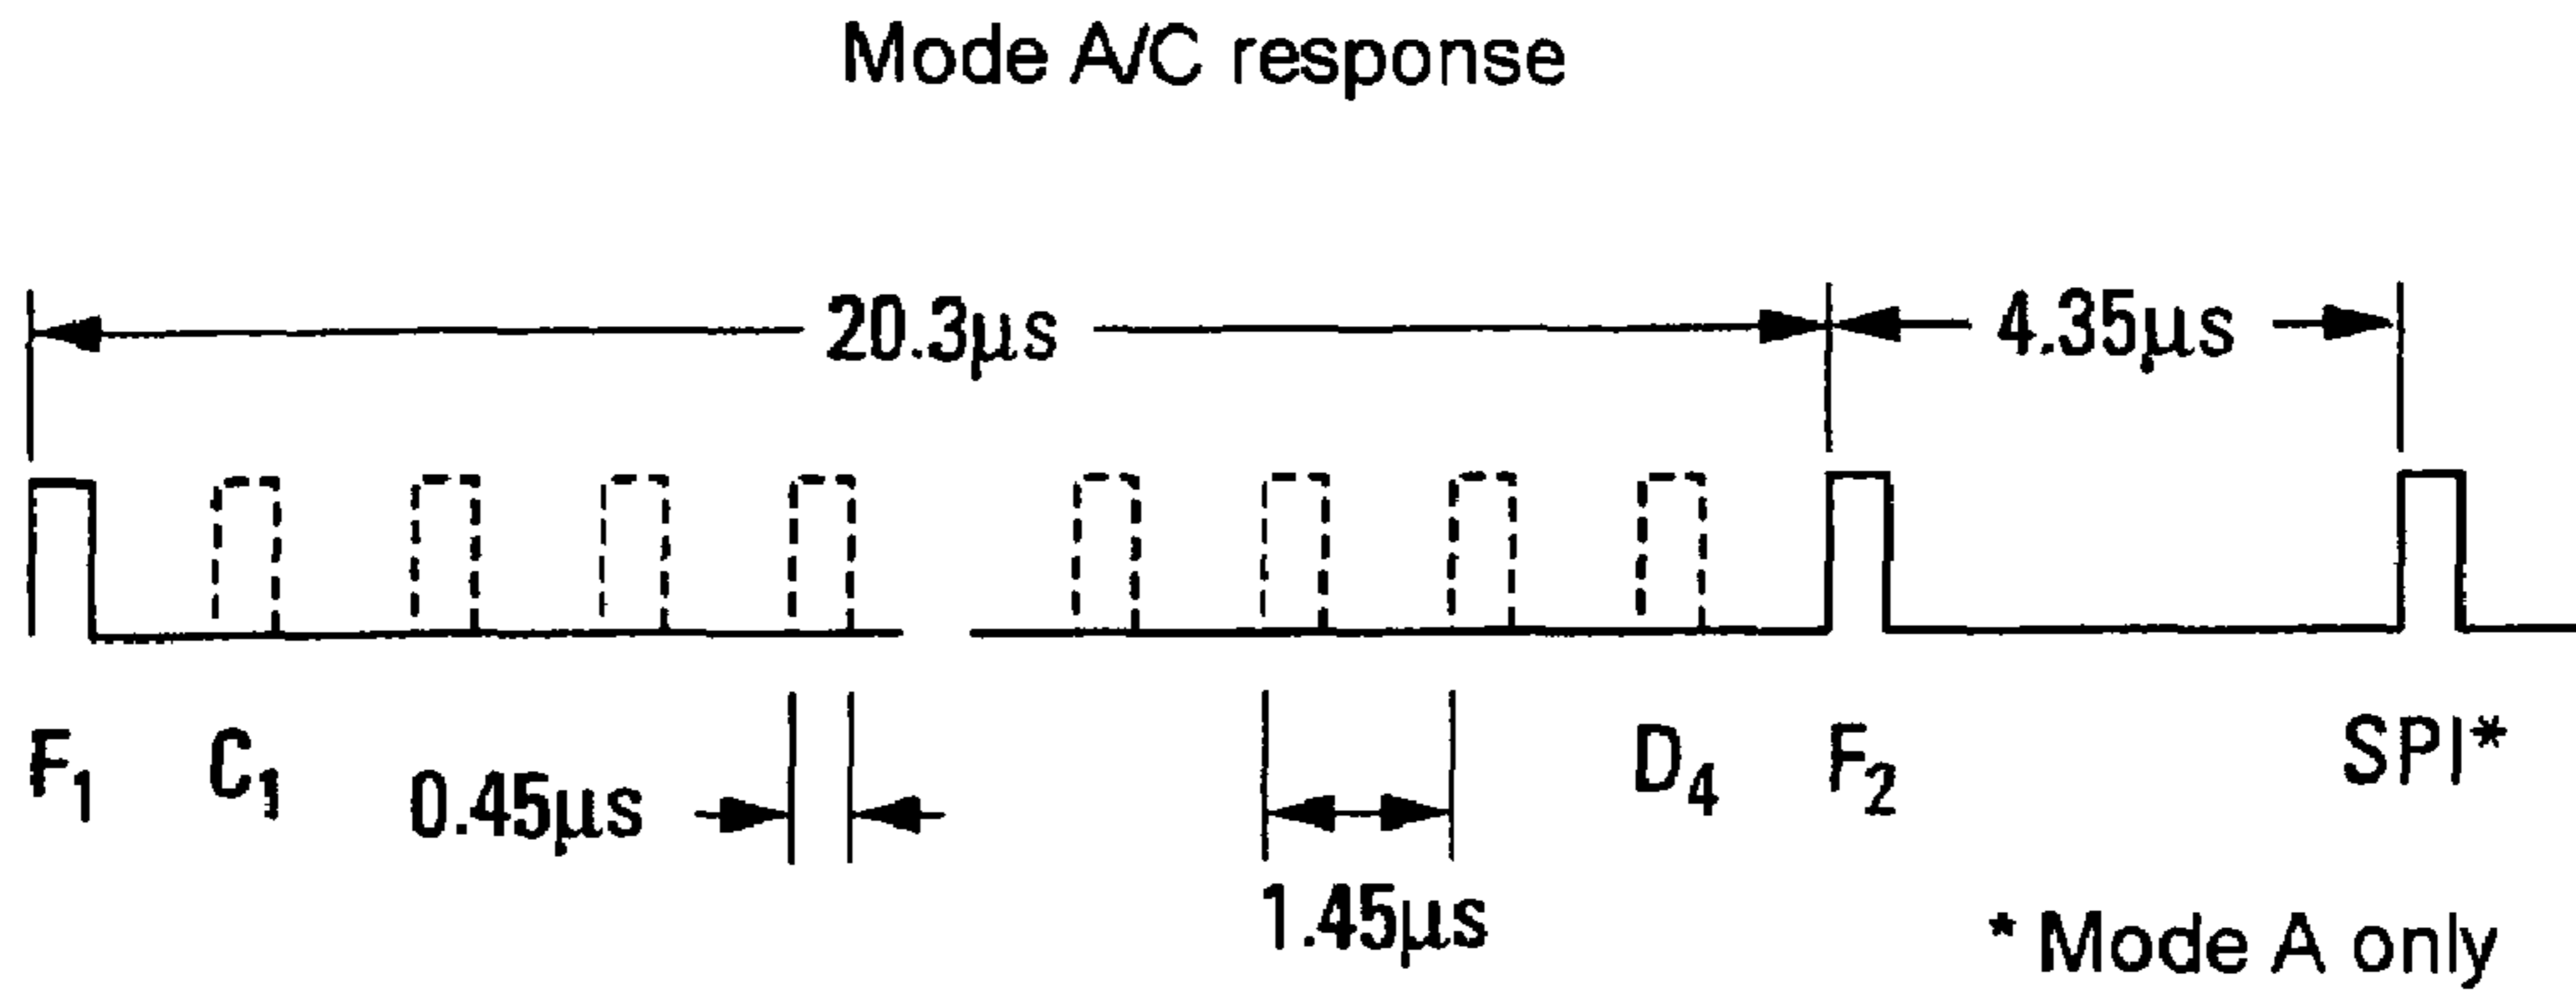 Mode A/C response
20.3μs 4.35μs
F₁ C₁ D₄ F₂ SPI*
0.45μs
1.45μs
* Mode A only